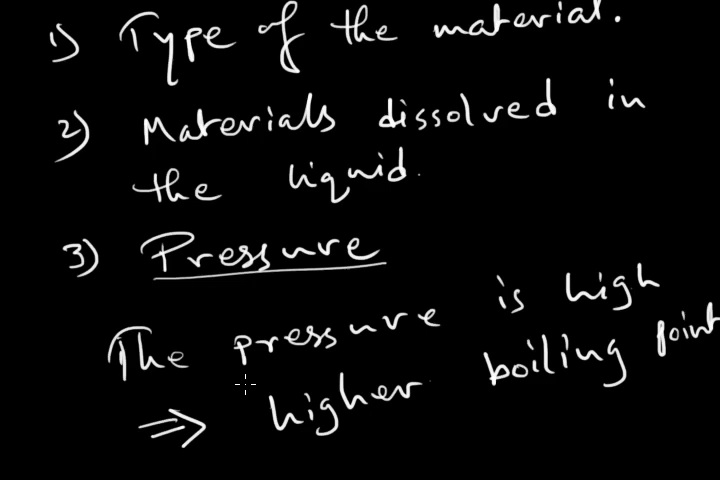 1) Type of the material.
2) Materials dissolved in
the liquid.
3) Pressure
The pressure is high
⇒ higher boiling point